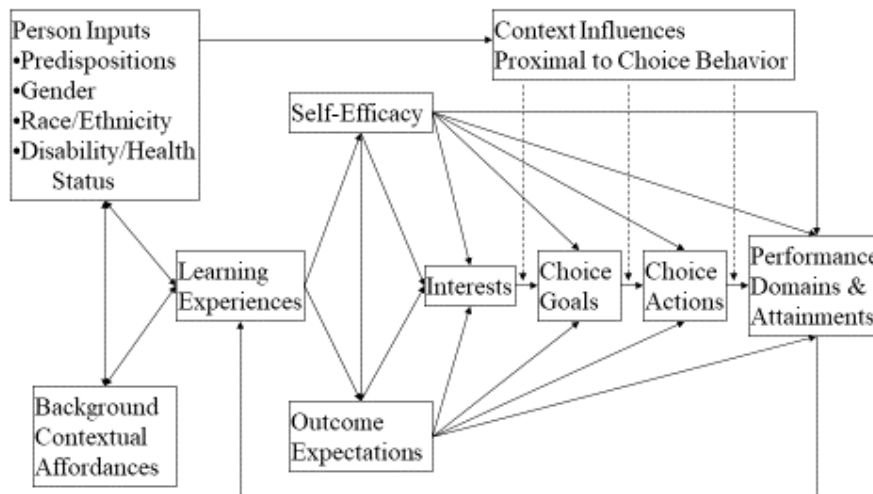 Person Inputs
•Predispositions
•Gender
•Race/Ethnicity
•Disability/Health
Status
Context Influences
Proximal to Choice Behavior
Self-Efficacy
Learning
Experiences
Interests
Choice
Goals
Choice
Actions
Performance
Domains &
Attainments
Background
Contextual
Affordances
Outcome
Expectations